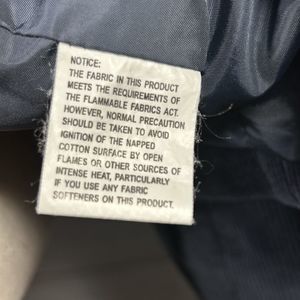 NOTICE:
THE FABRIC IN THIS PRODUCT
MEETS THE REQUIREMENTS OF
THE FLAMMABLE FABRICS ACT.
HOWEVER, NORMAL PRECAUTION
SHOULD BE TAKEN TO AVOID
IGNITION OF THE NAPPED
COTTON SURFACE BY OPEN
FLAMES OR OTHER SOURCES OF
INTENSE HEAT, PARTICULARLY
IF YOU USE ANY FABRIC
SOFTENERS ON THIS PRODUCT.